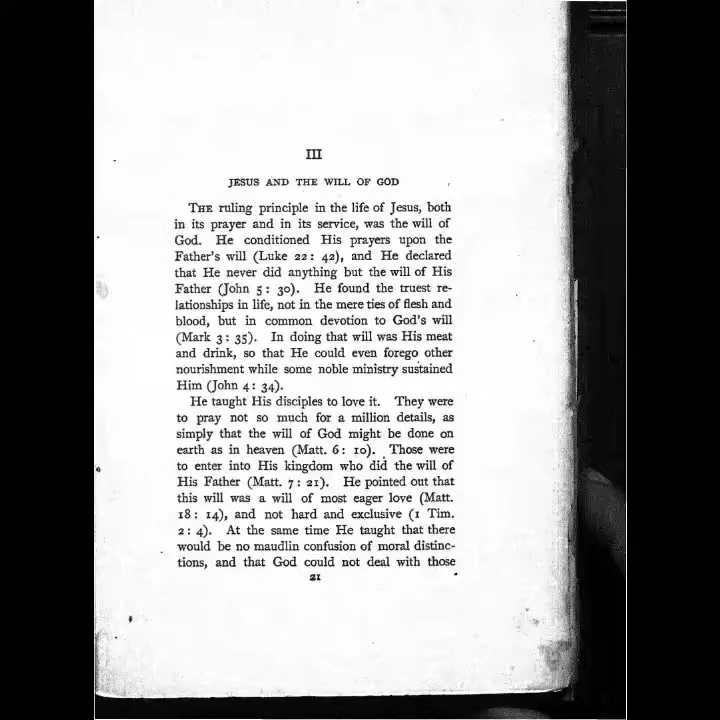 III
JESUS AND THE WILL OF GOD
THE ruling principle in the life of Jesus, both
in its prayer and in its service, was the will of
God. He conditioned His prayers upon the
Father's will (Luke 22: 42), and He declared
that He never did anything but the will of His
Father (John 5: 30). He found the truest re-
lationships in life, not in the mere ties of flesh and
blood, but in common devotion to God's will
(Mark 3: 35). In doing that will was His meat
and drink, so that He could even forego other
nourishment while some noble ministry sustained
Him (John 4: 34).
He taught His disciples to love it. They were
to pray not so much for a million details, as
simply that the will of God might be done on
earth as in heaven (Matt. 6: 10). Those were
to enter into His kingdom who did the will of
His Father (Matt. 7: 21). He pointed out that
this will was a will of most eager love (Matt.
18: 14), and not hard and exclusive (1 Tim.
2: 4). At the same time He taught that there
would be no maudlin confusion of moral distinc-
tions, and that God could not deal with those
21